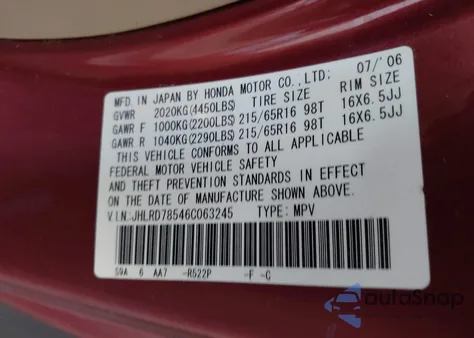 MFD. IN JAPAN BY HONDA MOTOR CO., LTD: 07/'06
GVWR 2020KG(4450LBS) TIRE SIZE RIM SIZE
GAWR F 1000KG(2200LBS) 215/65R16 98T 16X6.5JJ
GAWR R 1040KG(2290LBS) 215/65R16 98T 16X6.5JJ
THIS VEHICLE CONFORMS TO ALL APPLICABLE
FEDERAL MOTOR VEHICLE SAFETY
AND THEFT PREVENTION STANDARDS IN EFFECT
ON THE DATE OF MANUFACTURE SHOWN ABOVE.
V.I.N:JHLRD78546C063245 TYPE: MPV
S9A 6 AA7 -R522P -F -C
autoSnap